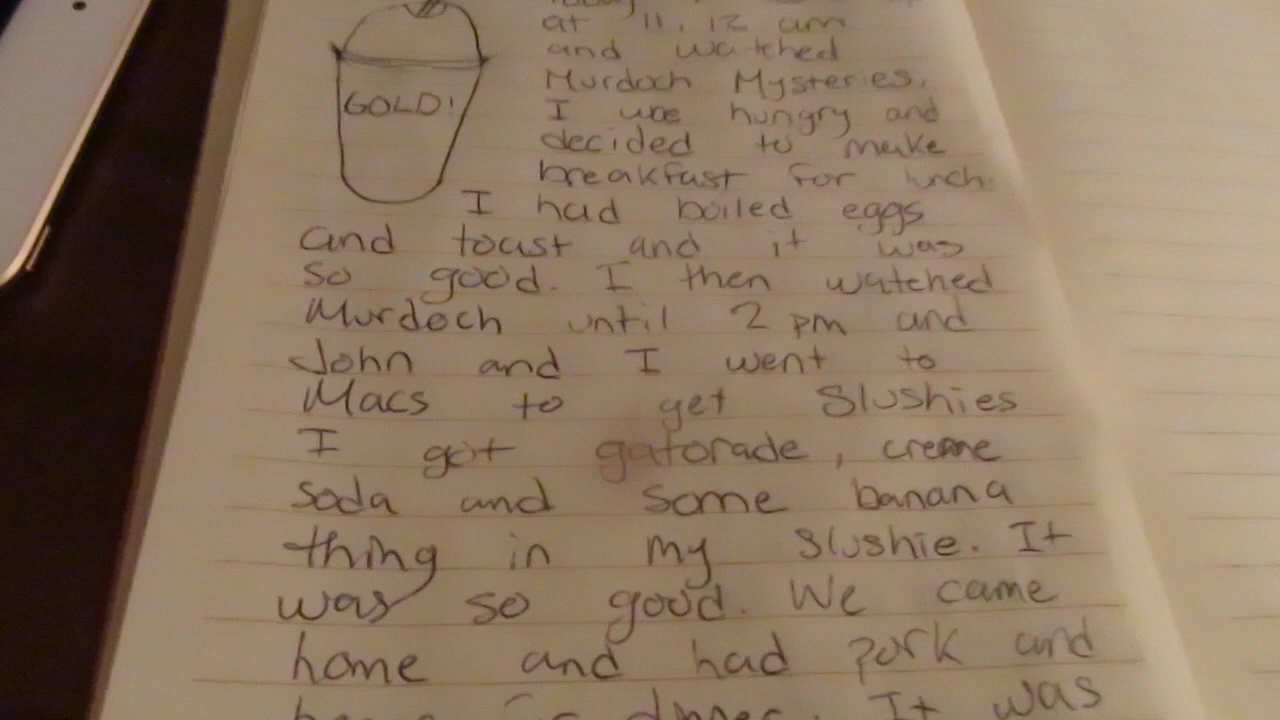 at 11.12 am
and watched
Murdoch Mysteries.
GOLD!
I was hungry and
decided to make
breakfast for lunch.
I had boiled eggs
and toast and it was
so good. I then watched
Murdoch until 2 pm and
John and I went to
Macs to get Slushies
I got gatorade, creme
soda and some banana
thing in my slushie. It
was so good. We came
home and had pork and
dinner. It was